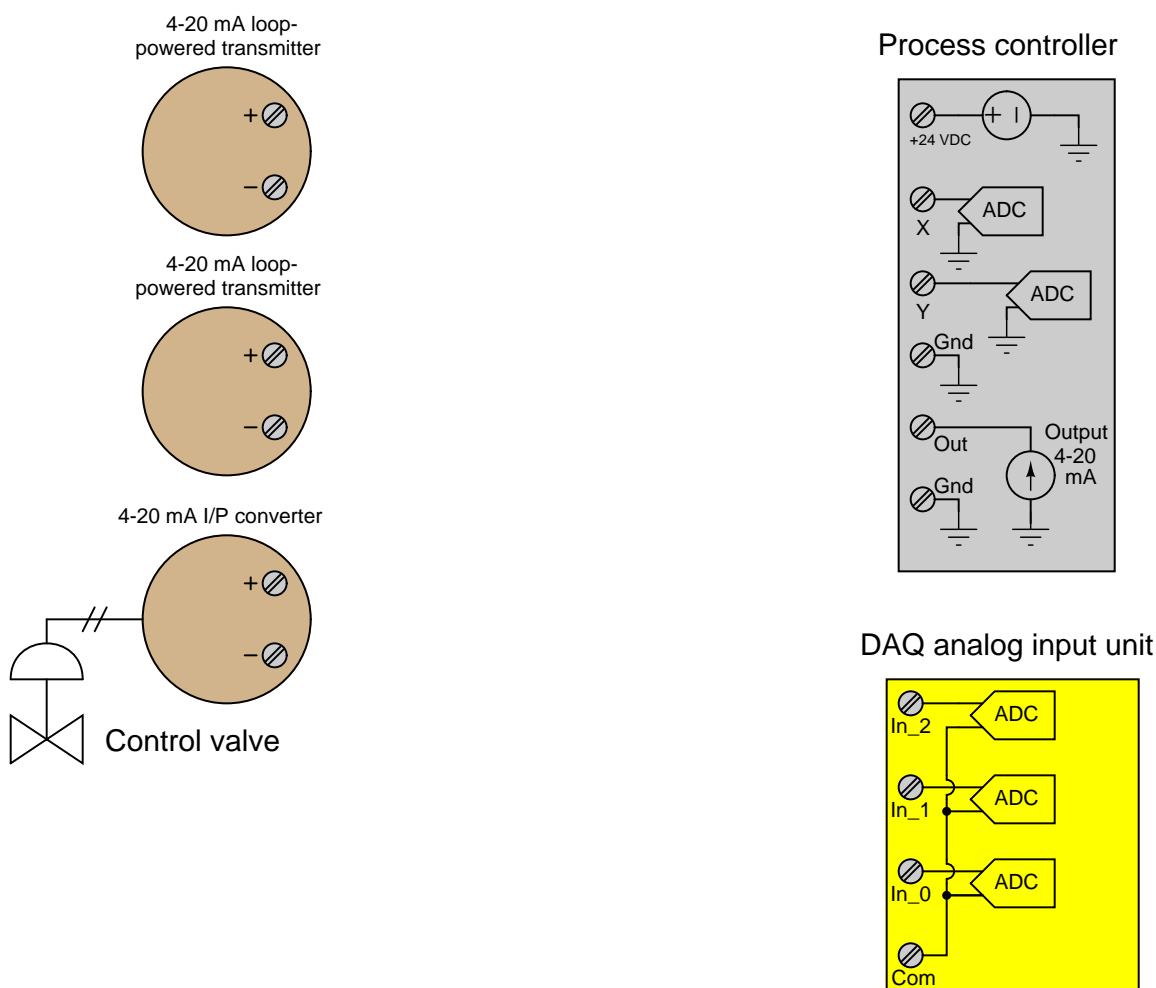 4-20 mA loop-
powered transmitter
+
−
4-20 mA loop-
powered transmitter
+
−
4-20 mA I/P converter
+
−
Control valve
Process controller
+ −
+24 VDC
ADC
X
ADC
Y
Gnd
Out
Output
4-20
mA
Gnd
DAQ analog input unit
ADC
In_2
ADC
In_1
ADC
In_0
Com